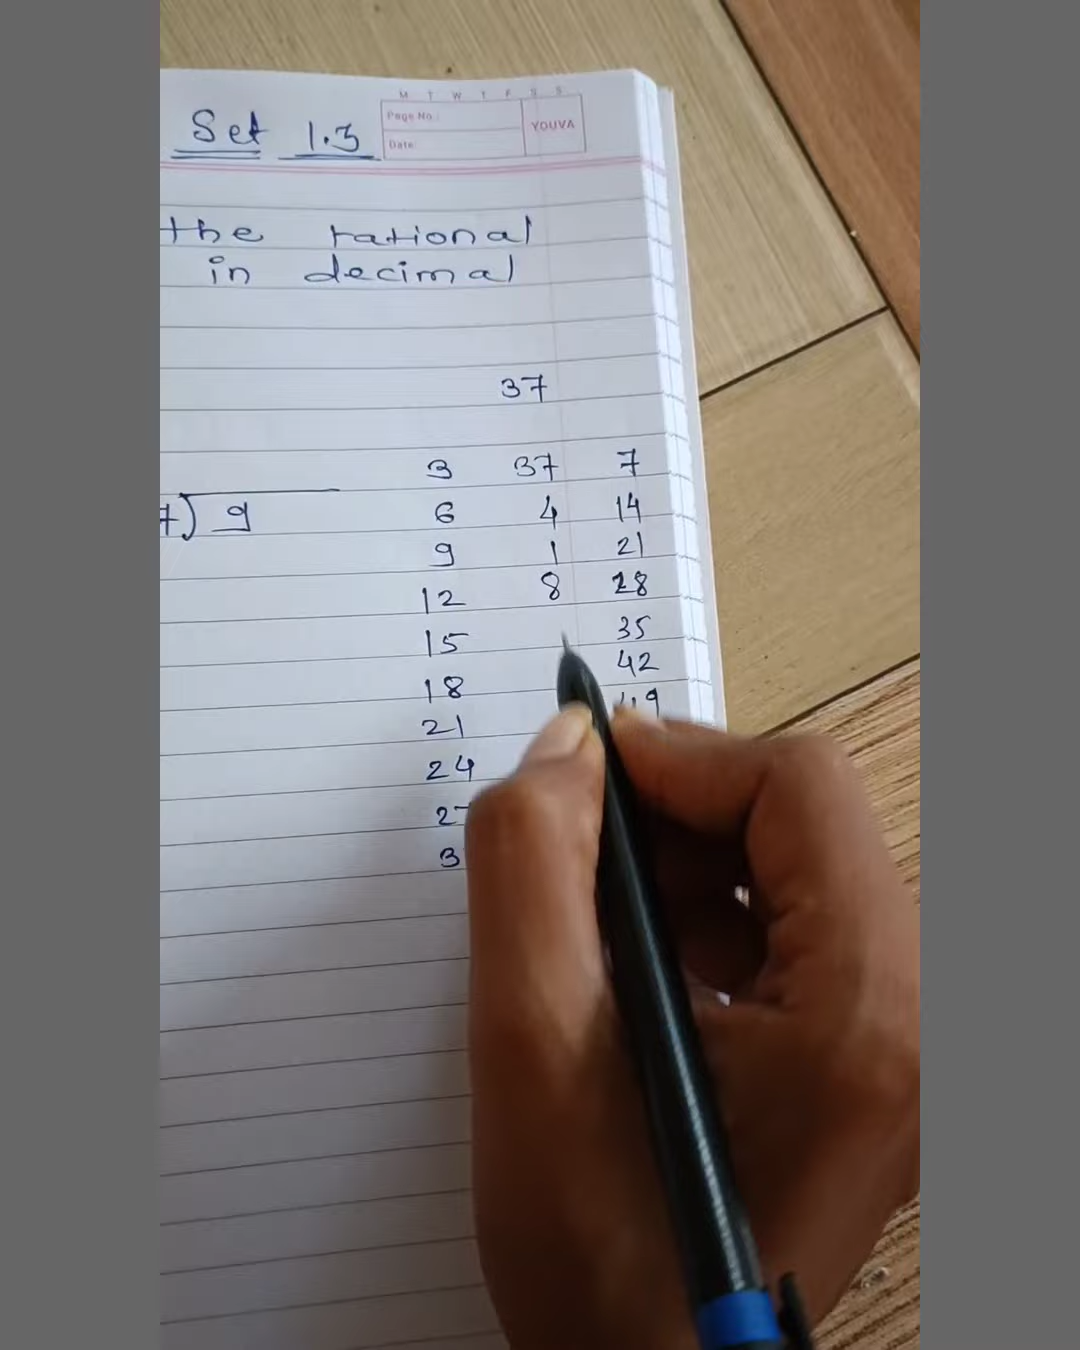 M T W T F S S
Page No.:
YOUVA
Date:
Set 1.3
the rational
in decimal
37
3 37 7
7) 9 6 4 14
9 1 21
12 8 28
15 35
18 42
21 49
24